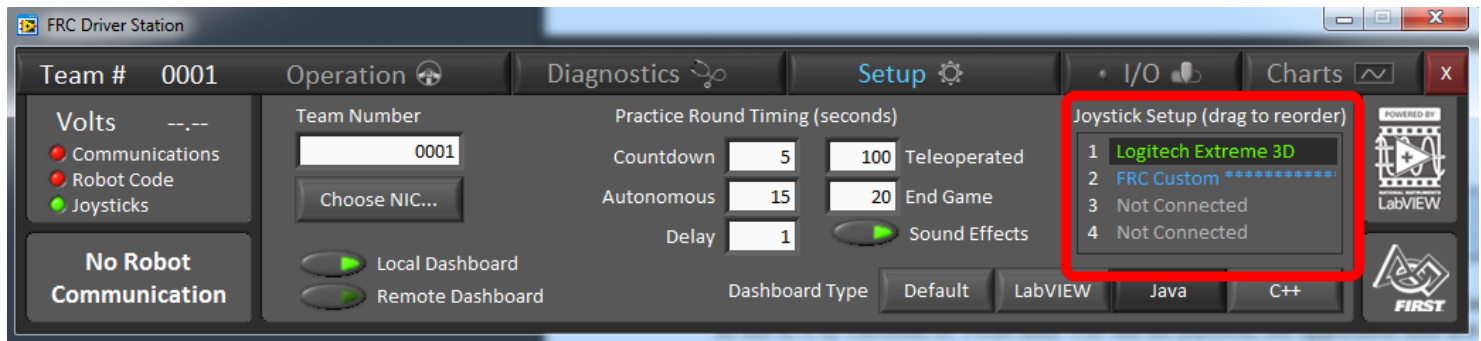 FRC Driver Station
Team # 0001
Operation
Diagnostics
Setup
I/O
Charts
X
Volts --.--
Communications
Robot Code
Joysticks
No Robot
Communication
Team Number
0001
Choose NIC...
Local Dashboard
Remote Dashboard
Practice Round Timing (seconds)
Countdown 5
100 Teleoperated
Autonomous 15
20 End Game
Delay 1
Sound Effects
Dashboard Type Default LabVIEW Java C++
Joystick Setup (drag to reorder)
1 Logitech Extreme 3D
2 FRC Custom ************
3 Not Connected
4 Not Connected
POWERED BY
NATIONAL INSTRUMENTS
LabVIEW
FIRST